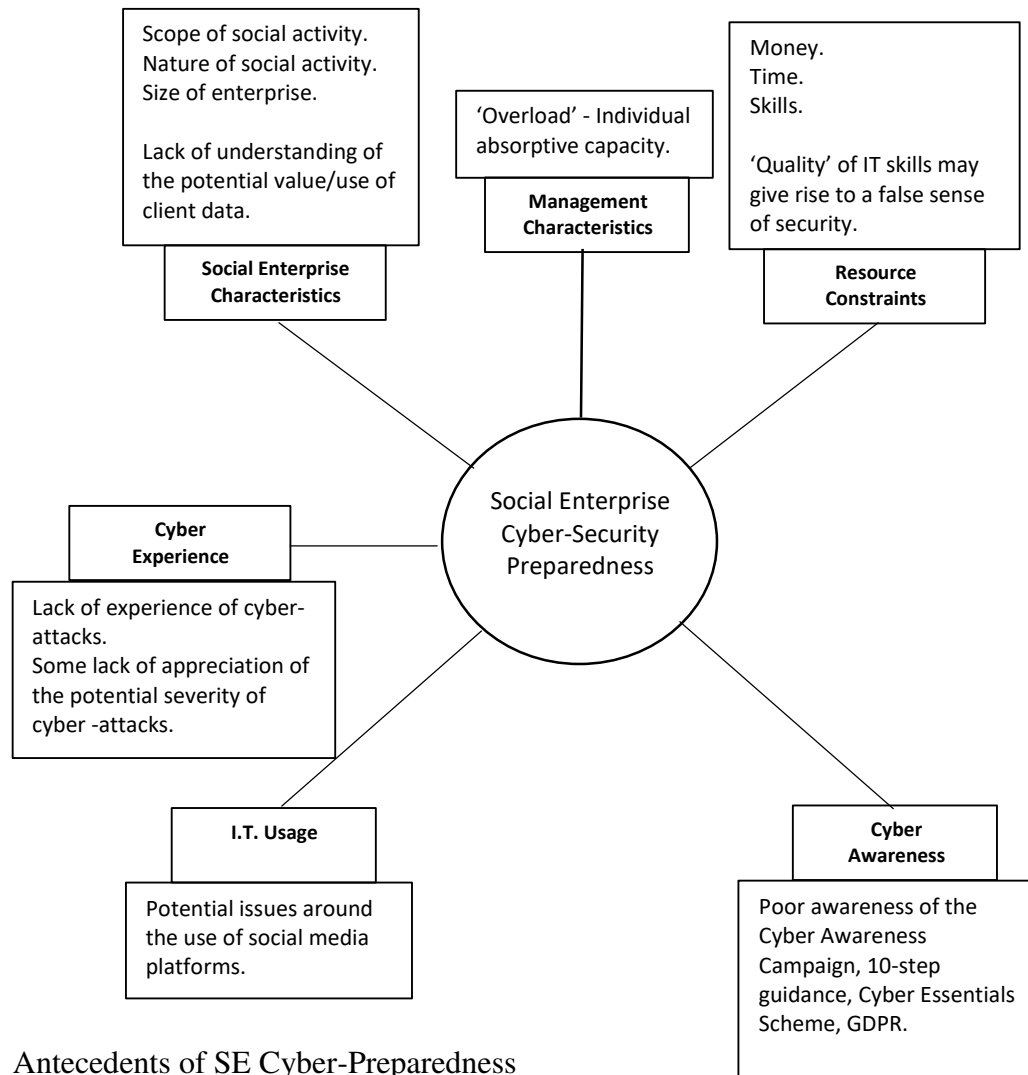 Scope of social activity.
Nature of social activity.
Size of enterprise.
Lack of understanding of
the potential value/use of
client data.
Social Enterprise
Characteristics
‘Overload’ - Individual
absorptive capacity.
Management
Characteristics
Money.
Time.
Skills.
‘Quality’ of IT skills may
give rise to a false sense
of security.
Resource
Constraints
Social Enterprise
Cyber-Security
Preparedness
Cyber
Experience
Lack of experience of cyber-
attacks.
Some lack of appreciation of
the potential severity of
cyber -attacks.
I.T. Usage
Potential issues around
the use of social media
platforms.
Cyber
Awareness
Poor awareness of the
Cyber Awareness
Campaign, 10-step
guidance, Cyber Essentials
Scheme, GDPR.
Antecedents of SE Cyber-Preparedness